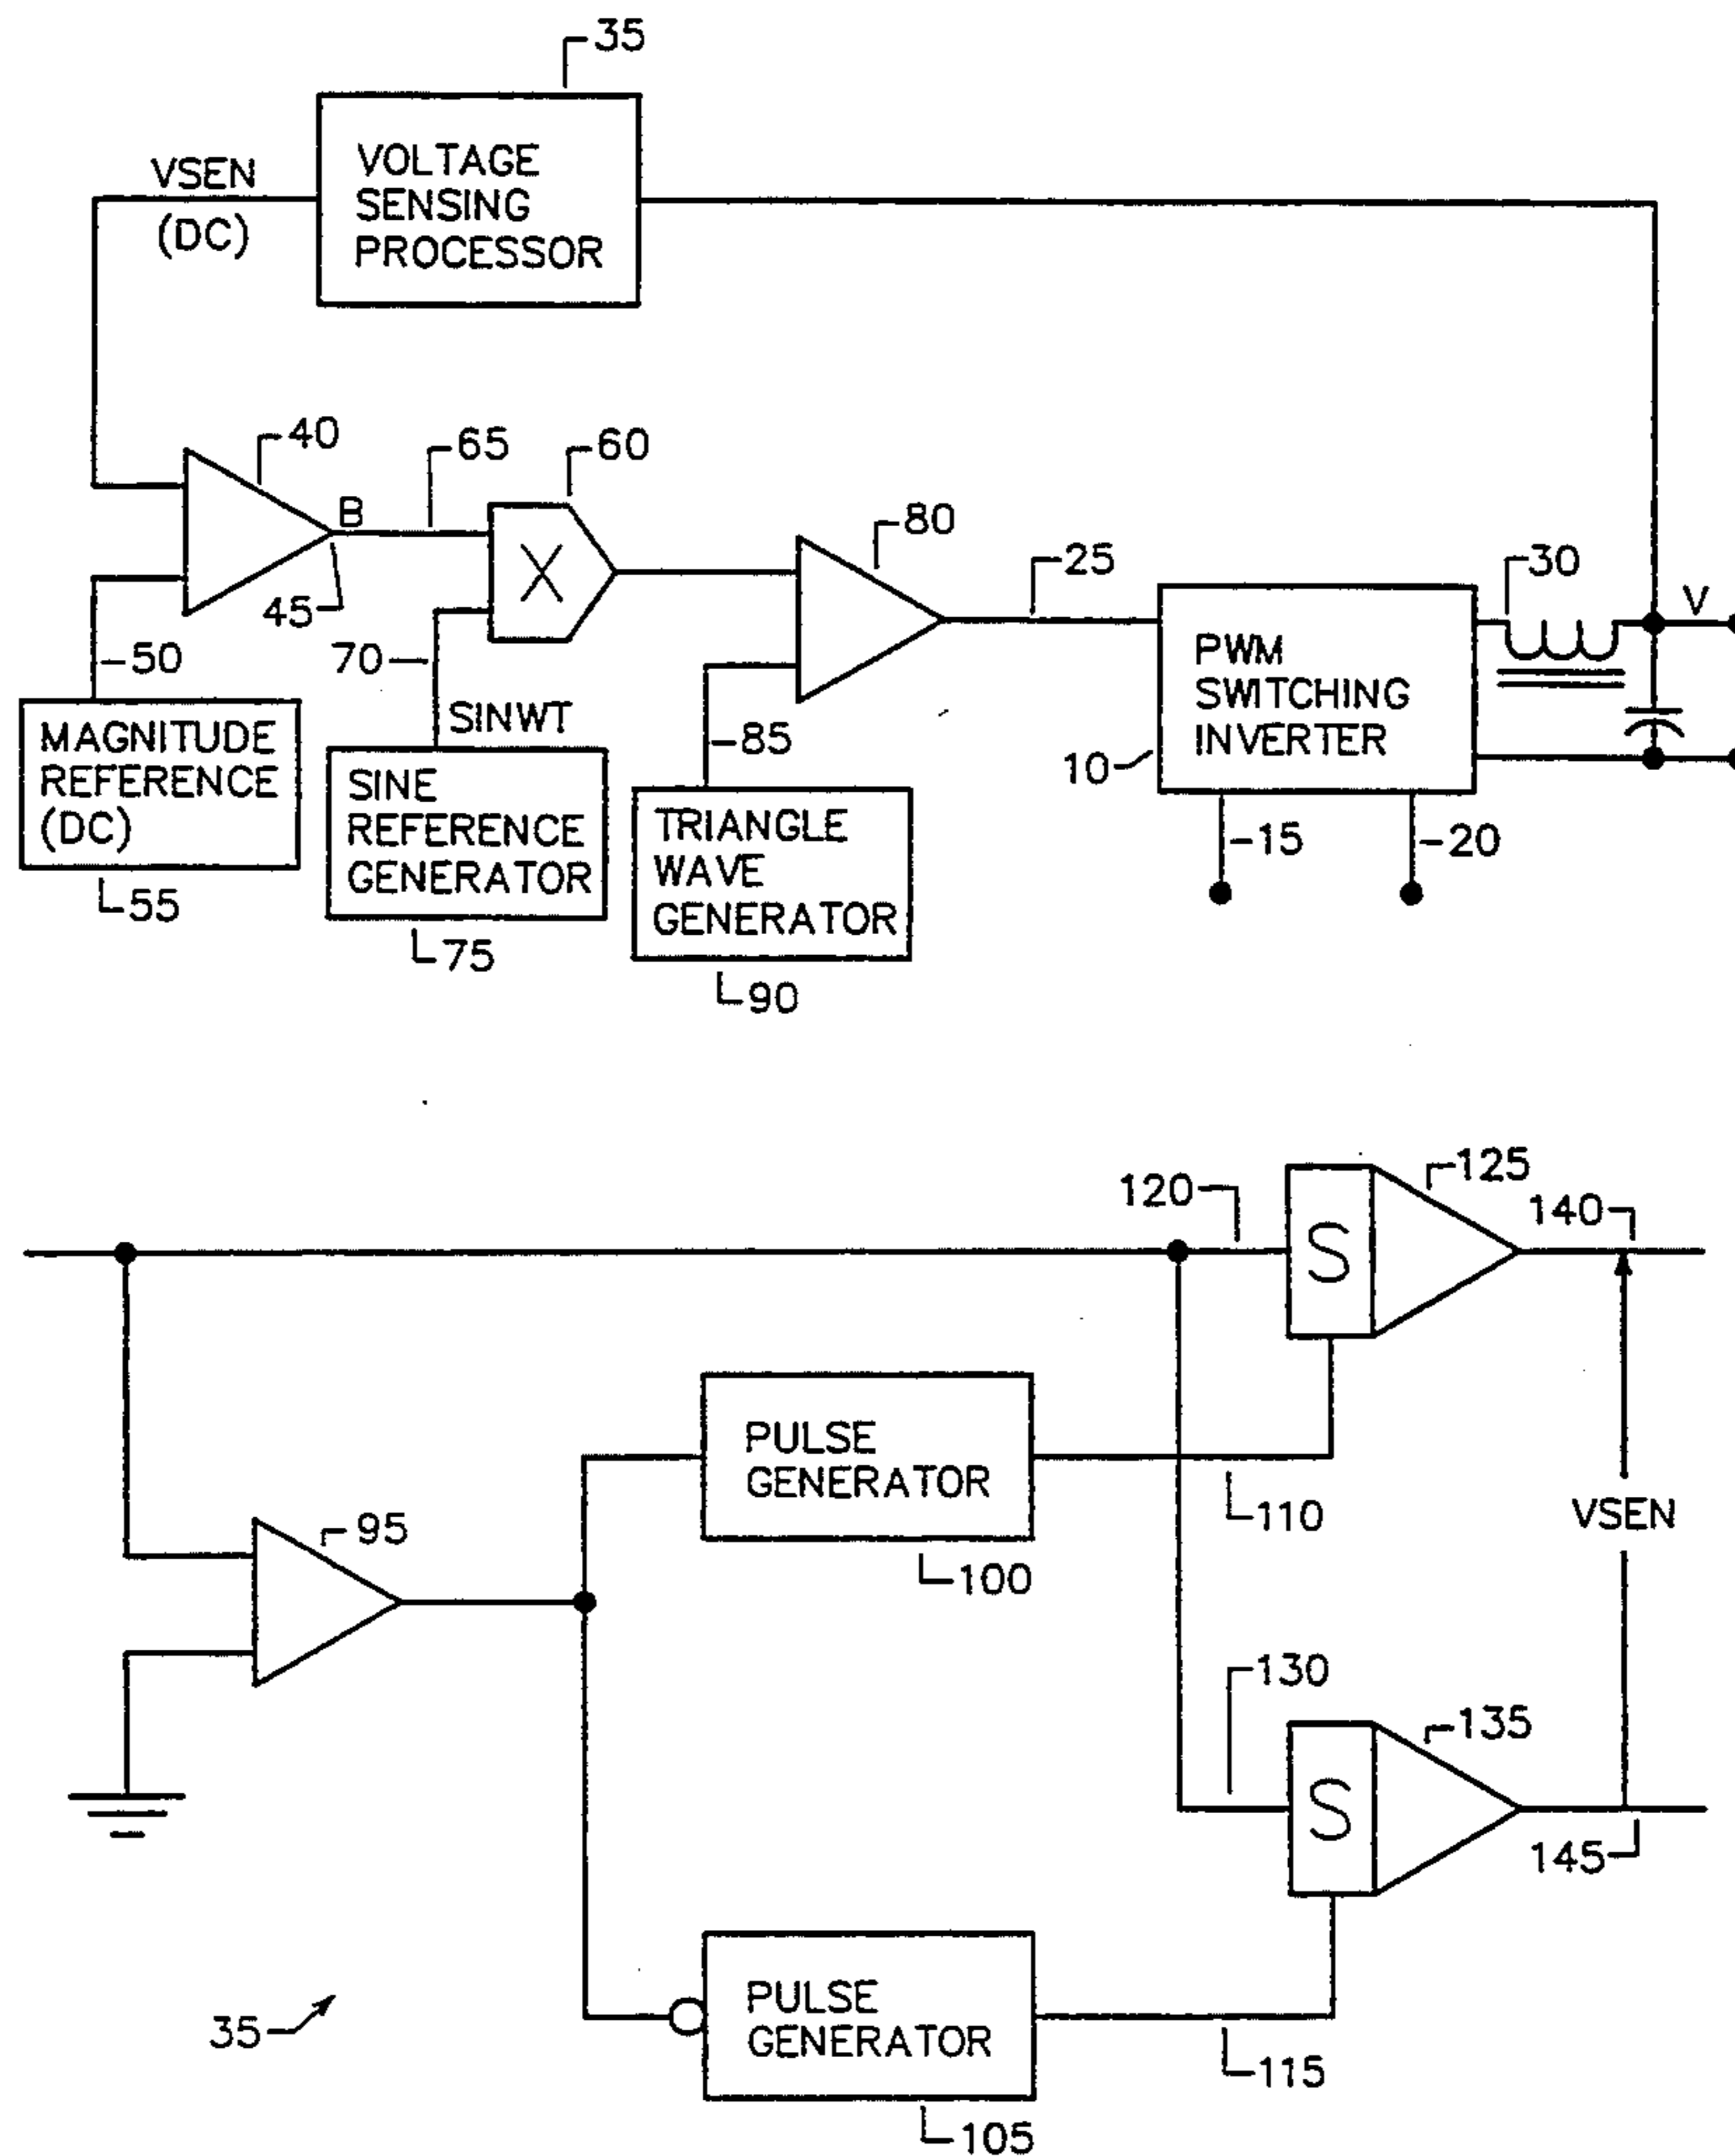 35
VOLTAGE
SENSING
PROCESSOR
VSEN
(DC)
40
B
65
60
80
25
30
V
X
45
50
70
SINWT
85
10
PWM
SWITCHING
INVERTER
15
20
MAGNITUDE
REFERENCE
(DC)
55
SINE
REFERENCE
GENERATOR
75
TRIANGLE
WAVE
GENERATOR
90
120
S
125
140
PULSE
GENERATOR
110
100
VSEN
95
130
S
135
145
35
PULSE
GENERATOR
115
105